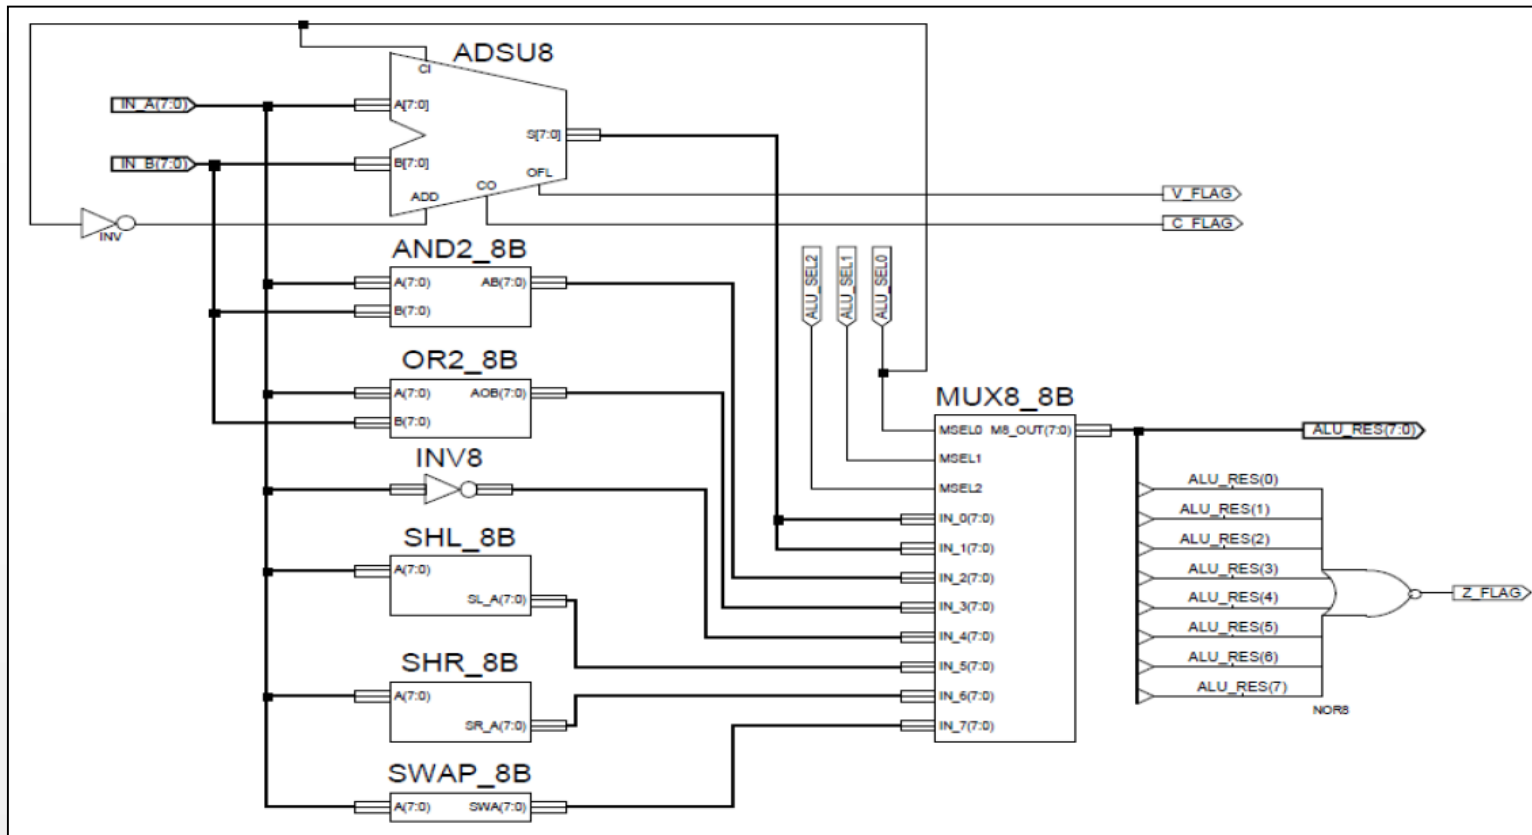 ADSU8
CI
IN_A(7:0)
A[7:0]
S[7:0]
IN_B(7:0)
B[7:0]
OFL
CO
ADD
V_FLAG
C_FLAG
INV
AND2_8B
A(7:0)
AB(7:0)
B(7:0)
ALU_SEL2
ALU_SEL1
ALU_SEL0
OR2_8B
A(7:0)
AOB(7:0)
B(7:0)
MUX8_8B
MSEL0
M8_OUT(7:0)
ALU_RES(7:0)
INV8
MSEL1
MSEL2
IN_0(7:0)
IN_1(7:0)
IN_2(7:0)
IN_3(7:0)
IN_4(7:0)
IN_5(7:0)
IN_6(7:0)
IN_7(7:0)
ALU_RES(0)
ALU_RES(1)
ALU_RES(2)
ALU_RES(3)
ALU_RES(4)
ALU_RES(5)
ALU_RES(6)
ALU_RES(7)
Z_FLAG
NOR8
SHL_8B
A(7:0)
SL_A(7:0)
SHR_8B
A(7:0)
SR_A(7:0)
SWAP_8B
A(7:0)
SWA(7:0)